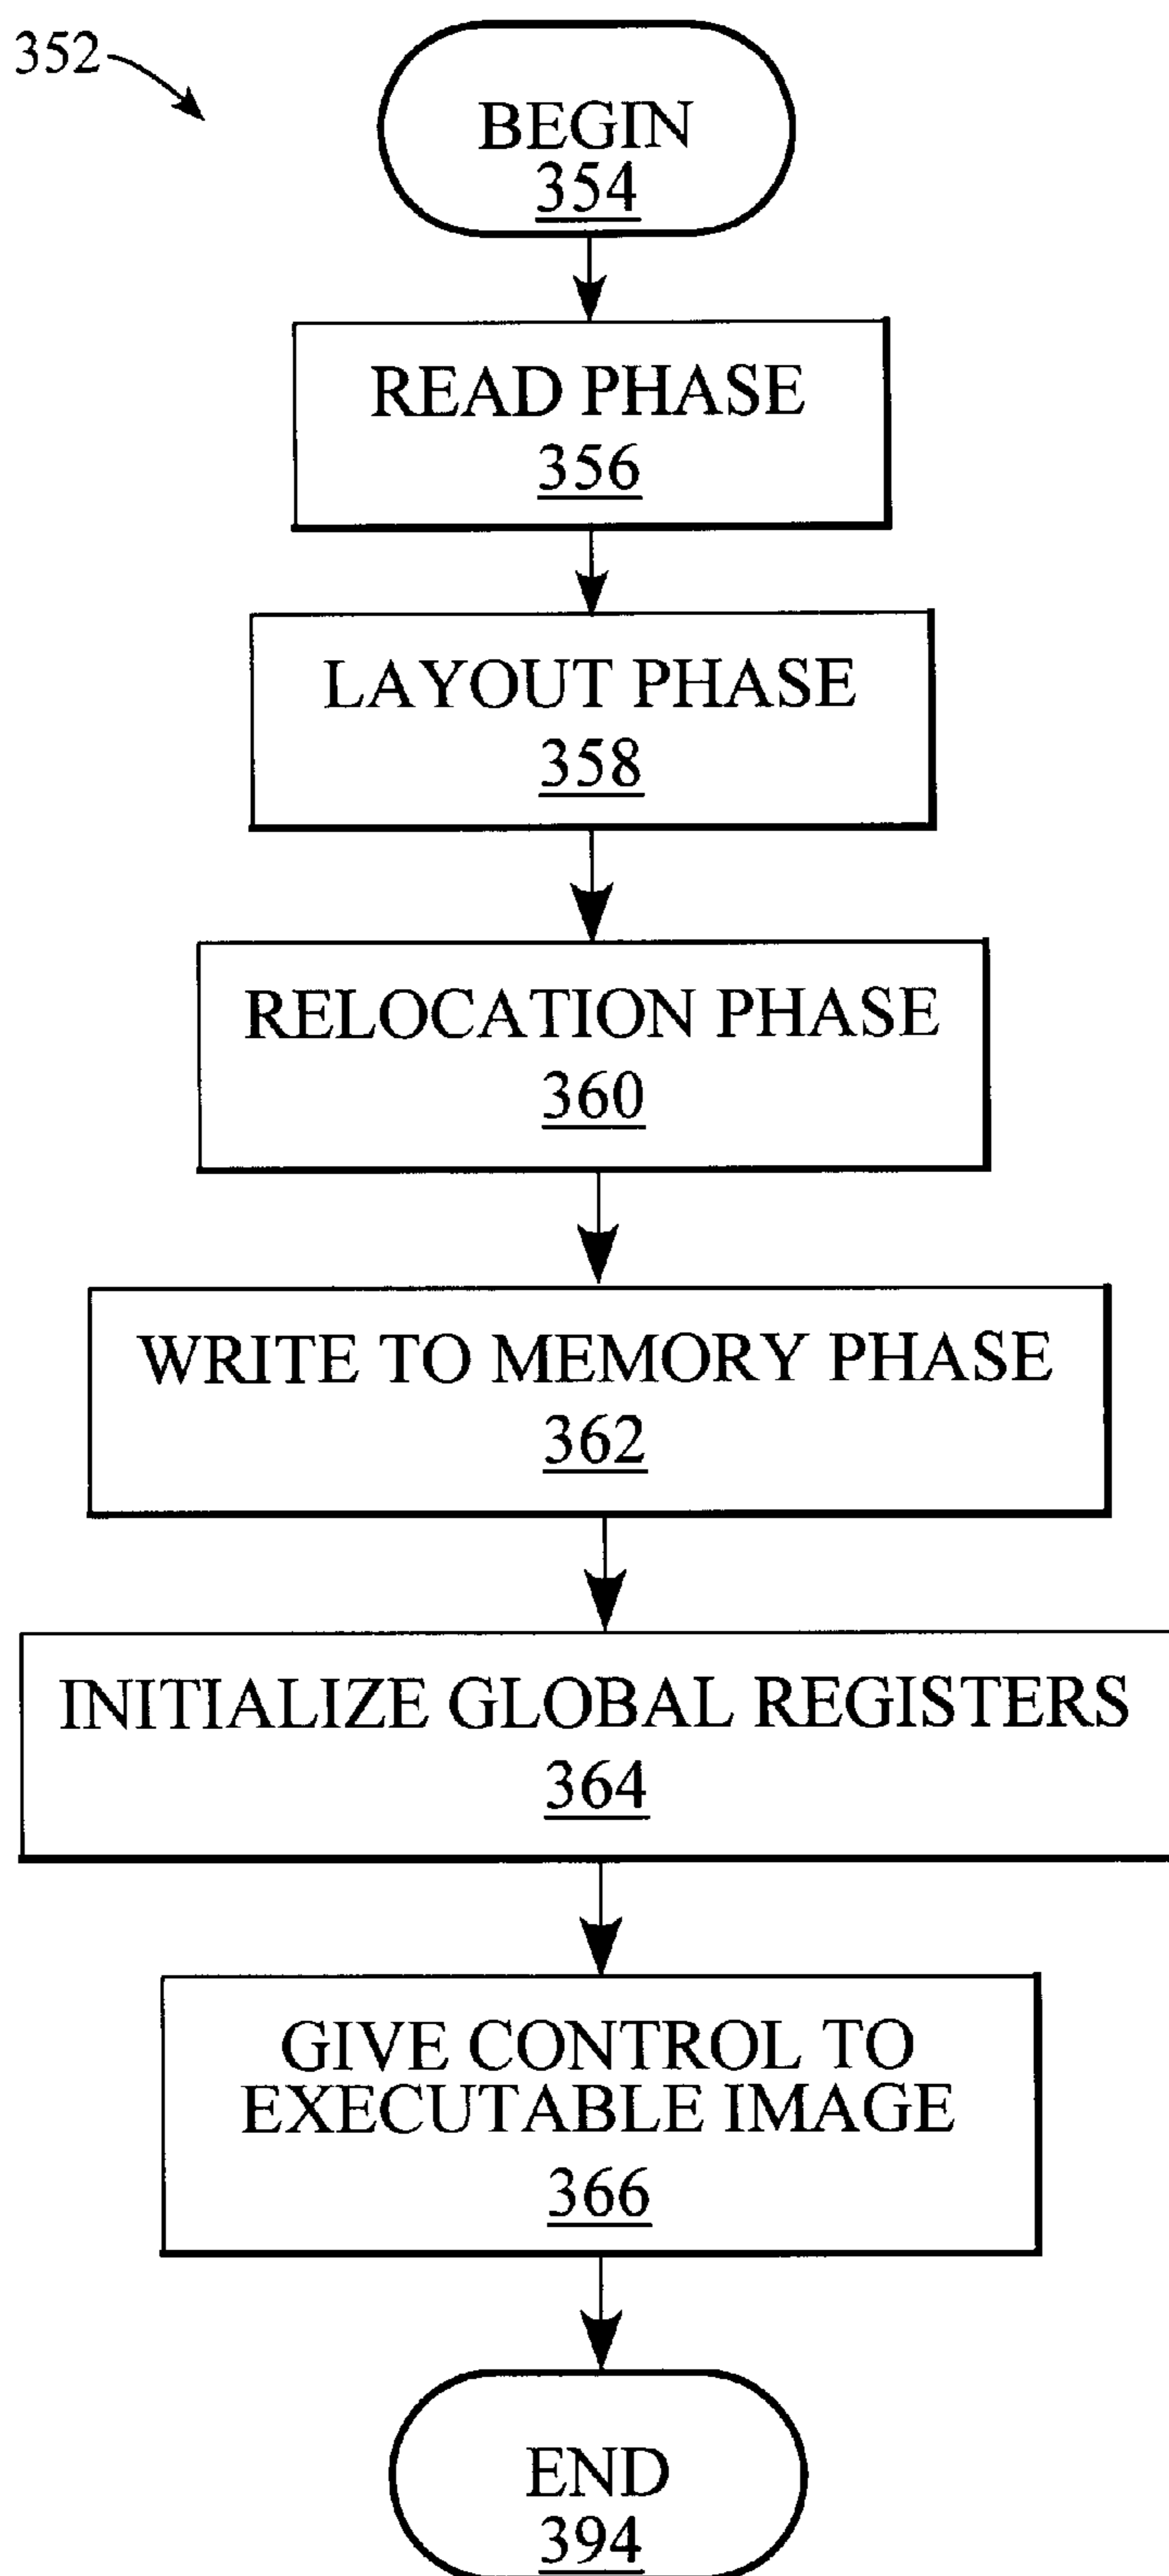 352
BEGIN
354
READ PHASE
356
LAYOUT PHASE
358
RELOCATION PHASE
360
WRITE TO MEMORY PHASE
362
INITIALIZE GLOBAL REGISTERS
364
GIVE CONTROL TO
EXECUTABLE IMAGE
366
END
394